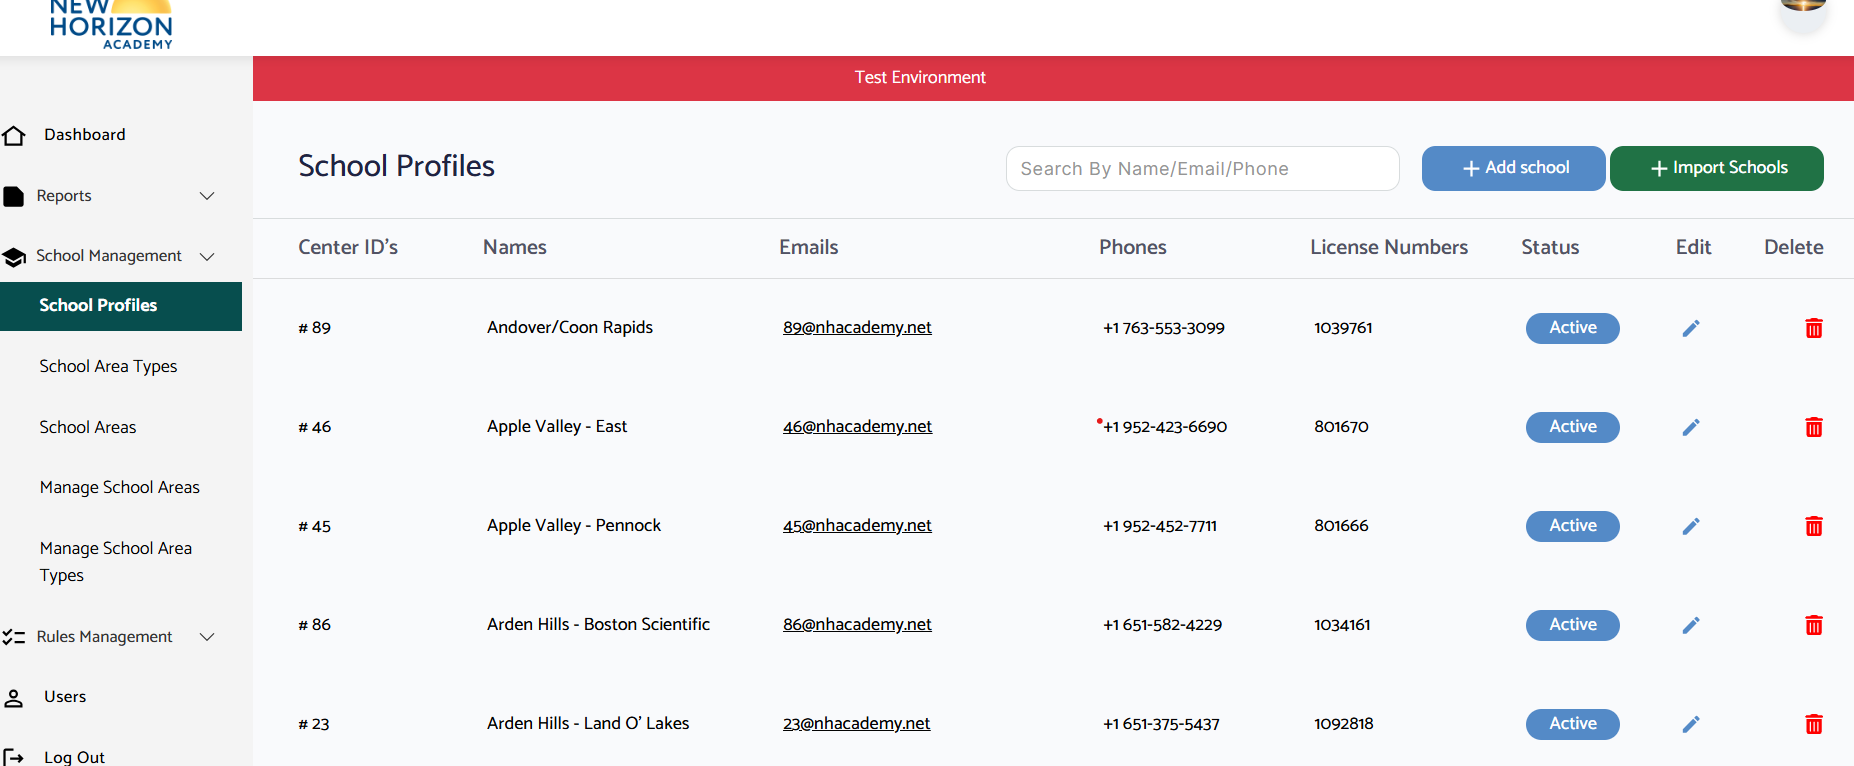 NEW
HORIZON
ACADEMY
Test Environment
Dashboard
Reports
School Management
School Profiles
School Area Types
School Areas
Manage School Areas
Manage School Area
Types
Rules Management
Users
Log Out
School Profiles
Search By Name/Email/Phone
+ Add school
+ Import Schools
Center ID's Names Emails Phones License Numbers Status Edit Delete
# 89 Andover/Coon Rapids 89@nhacademy.net +1 763-553-3099 1039761 Active
# 46 Apple Valley - East 46@nhacademy.net +1 952-423-6690 801670 Active
# 45 Apple Valley - Pennock 45@nhacademy.net +1 952-452-7711 801666 Active
# 86 Arden Hills - Boston Scientific 86@nhacademy.net +1 651-582-4229 1034161 Active
# 23 Arden Hills - Land O' Lakes 23@nhacademy.net +1 651-375-5437 1092818 Active